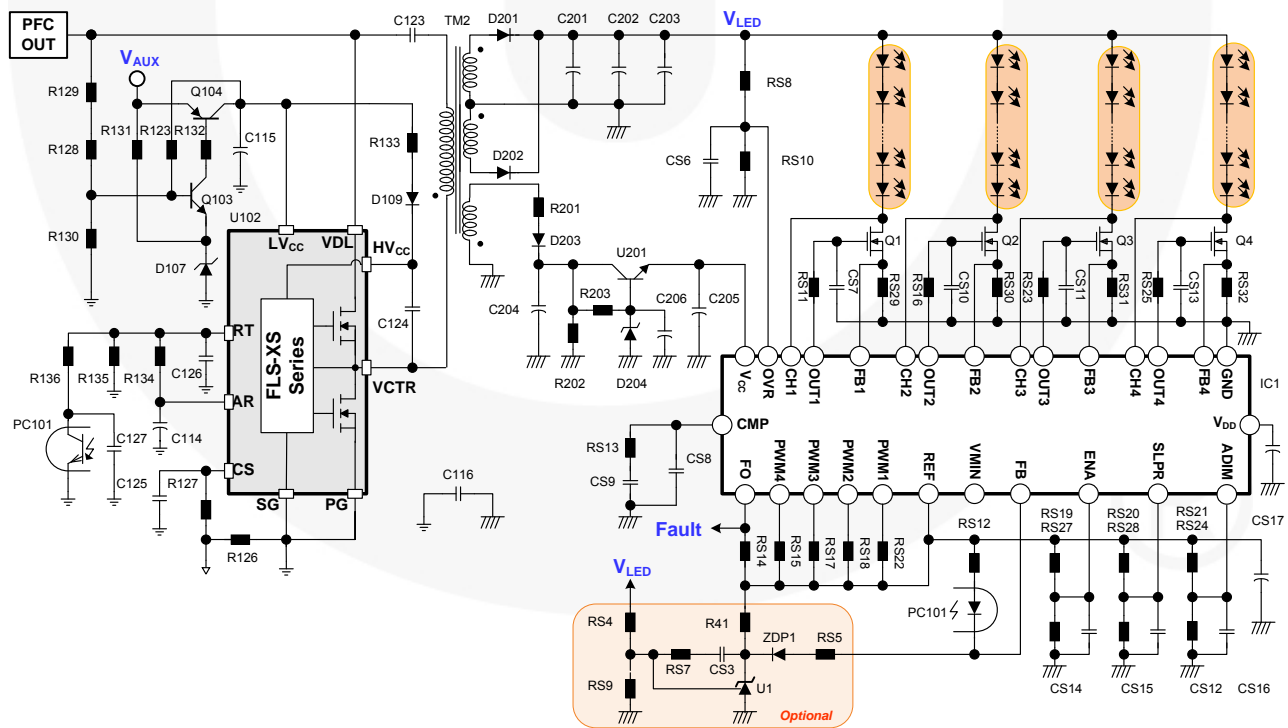 PFC
OUT
C123
TM2
D201
C201
C202
C203
VLED
VAUX
R129
Q104
R131
R123
R132
C115
R128
R133
RS8
CS6
RS10
D202
Q103
D109
R201
R130
U102
D203
D107
LVCC
VDL
HVCC
U201
Q1
Q2
Q3
Q4
RS11
CS7
RS29
RS16
CS10
RS30
RS23
CS11
RS31
RS25
CS13
RS32
C204
R203
C206
C205
C124
R202
D204
RT
R136
R135
R134
C126
FLS-XS
Series
VCTR
VCC
OVR
CH1
OUT1
FB1
CH2
OUT2
FB2
CH3
OUT3
FB3
CH4
OUT4
FB4
GND
IC1
AR
PC101
C127
C114
CMP
VDD
RS13
CS8
CS9
C125
R127
CS
C116
SG
PG
R126
FO
PWM4
PWM3
PWM2
PWM1
REF
VMIN
FB
ENA
SLPR
ADIM
CS17
Fault
RS14
RS15
RS17
RS18
RS22
RS12
RS19
RS27
RS20
RS28
RS21
RS24
VLED
PC101
RS4
R41
ZDP1
RS5
RS7
CS3
RS9
U1
Optional
CS14
CS15
CS12
CS16